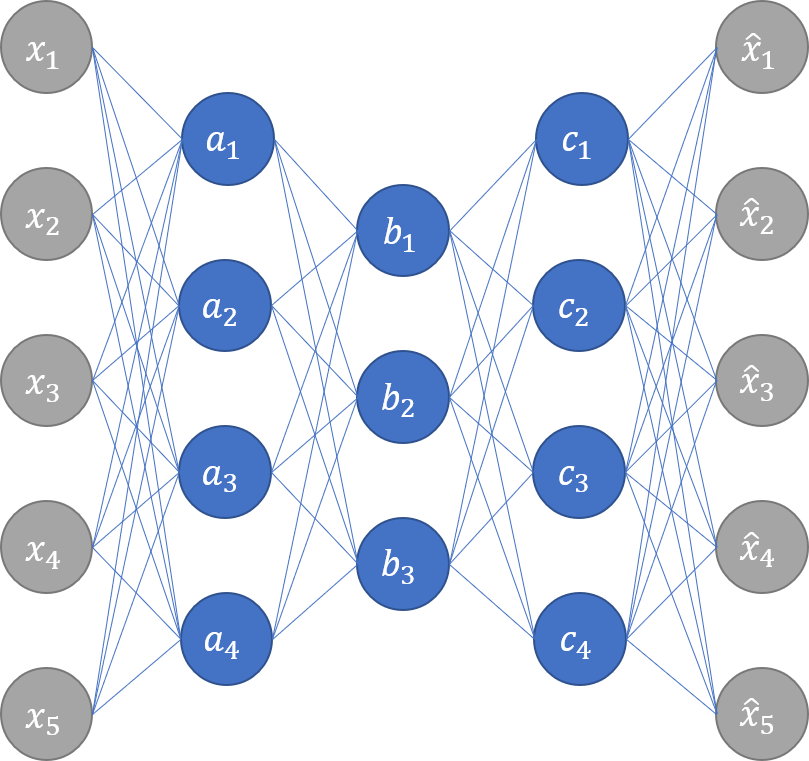 x₁
x₂
x₃
x₄
x₅
a₁
a₂
a₃
a₄
b₁
b₂
b₃
c₁
c₂
c₃
c₄
x̂₁
x̂₂
x̂₃
x̂₄
x̂₅